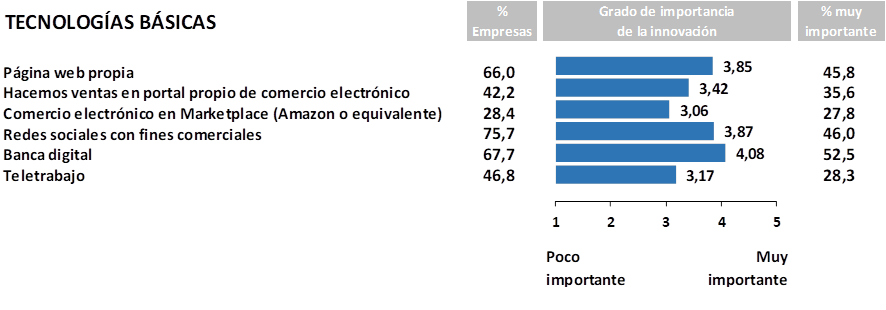 TECNOLOGÍAS BÁSICAS
% Empresas
Grado de importancia de la innovación
% muy importante
Página web propia 66,0 3,85 45,8
Hacemos ventas en portal propio de comercio electrónico 42,2 3,42 35,6
Comercio electrónico en Marketplace (Amazon o equivalente) 28,4 3,06 27,8
Redes sociales con fines comerciales 75,7 3,87 46,0
Banca digital 67,7 4,08 52,5
Teletrabajo 46,8 3,17 28,3
1 2 3 4 5
Poco importante
Muy importante